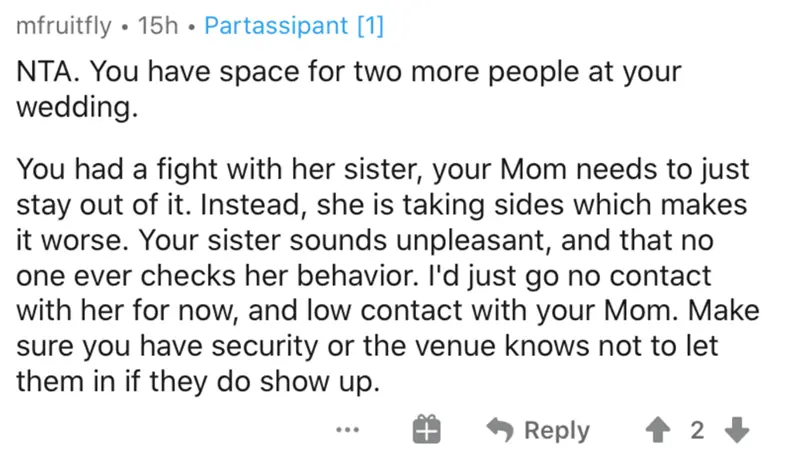 mfruitfly • 15h • Partassipant [1]
NTA. You have space for two more people at your
wedding.
You had a fight with her sister, your Mom needs to just
stay out of it. Instead, she is taking sides which makes
it worse. Your sister sounds unpleasant, and that no
one ever checks her behavior. I'd just go no contact
with her for now, and low contact with your Mom. Make
sure you have security or the venue knows not to let
them in if they do show up.
... Reply 2